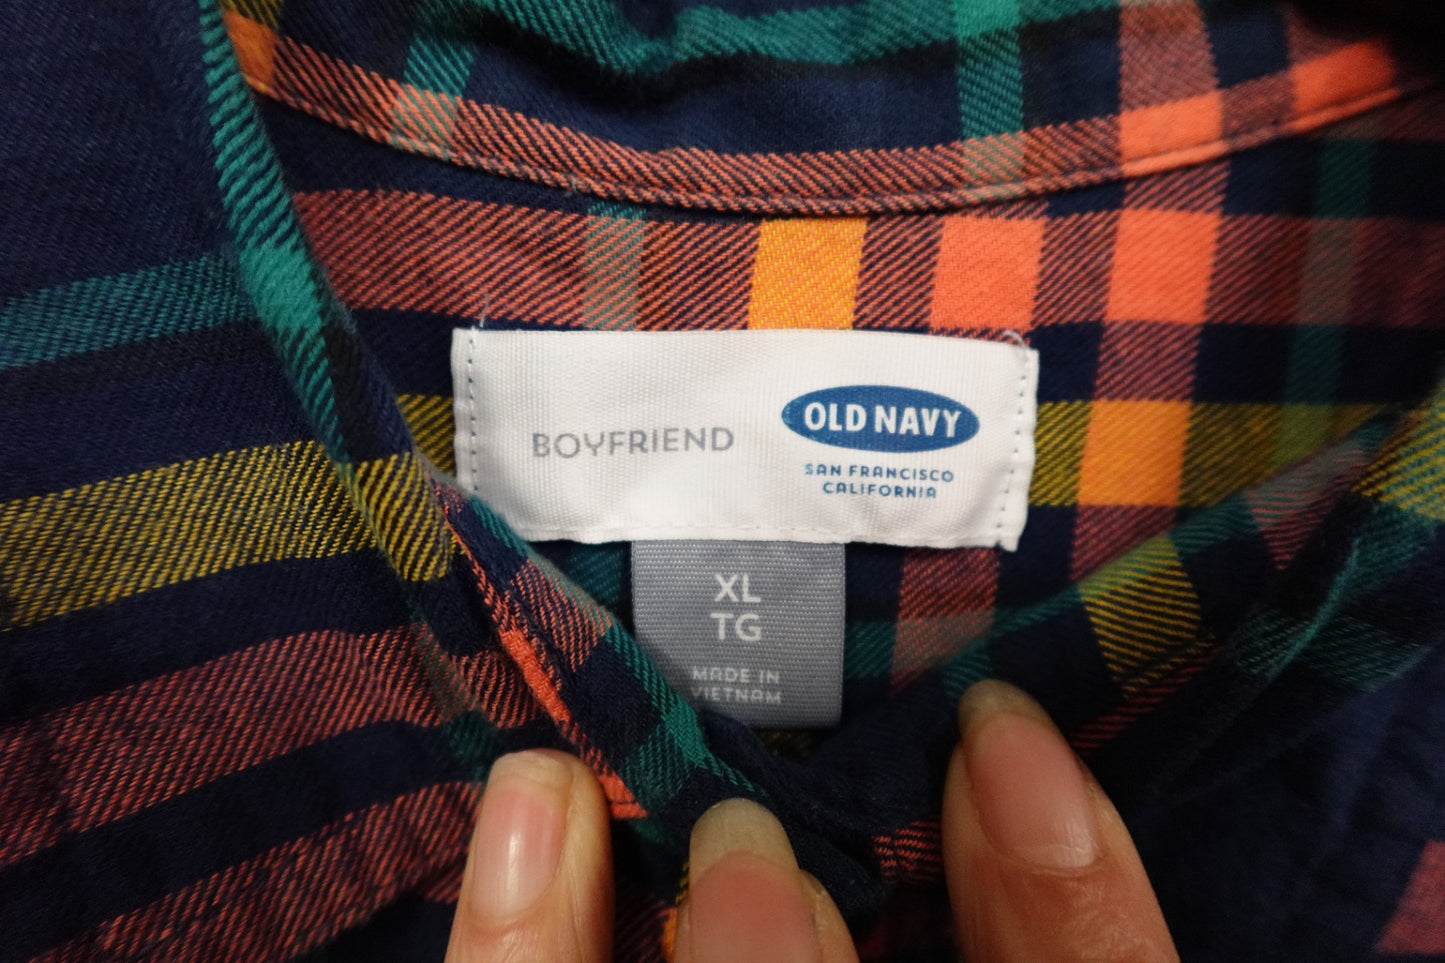 BOYFRIEND
OLD NAVY
SAN FRANCISCO
CALIFORNIA
XL
TG
MADE IN
VIETNAM